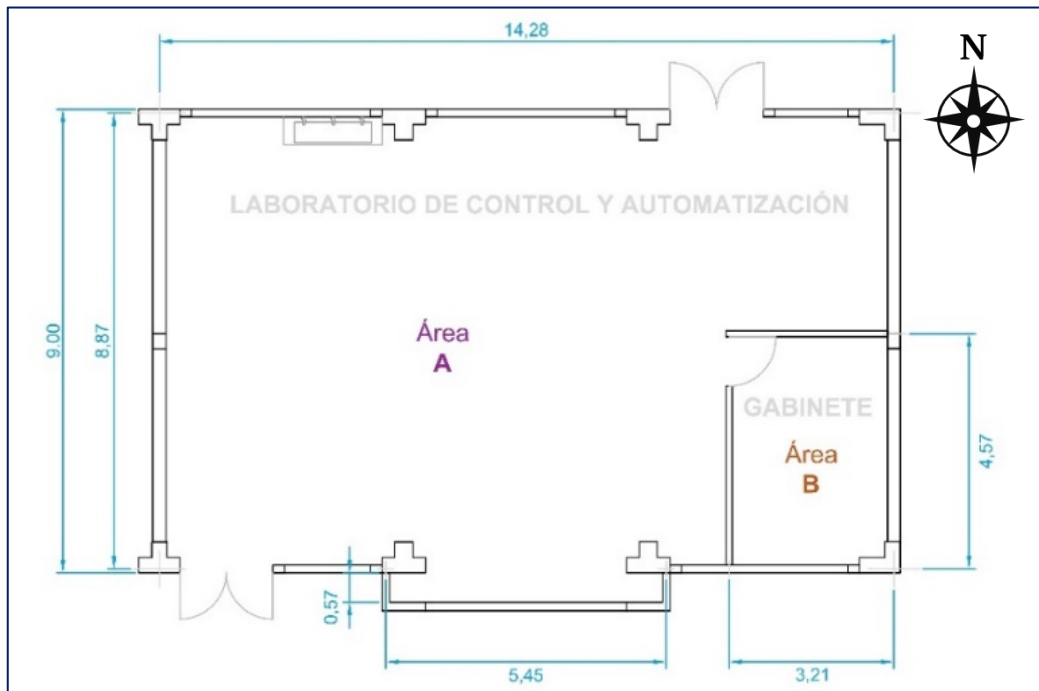 14,28
N
LABORATORIO DE CONTROL Y AUTOMATIZACIÓN
9.00
8,87
Área
A
GABINETE
Área
B
4,57
0,57
5,45
3,21